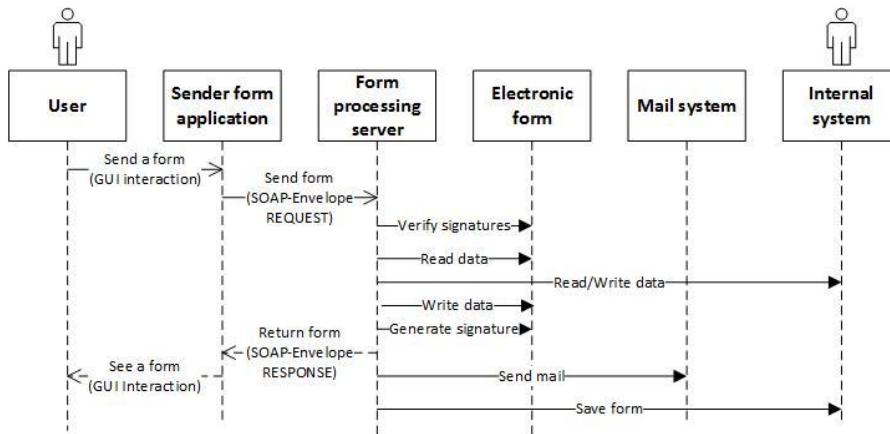 User
Sender form
application
Form
processing
server
Electronic
form
Mail system
Internal
system
Send a form
(GUI interaction)
Send form
(SOAP-Envelope
REQUEST)
Verify signatures
Read data
Read/Write data
Write data
Generate signature
Return form
(SOAP-Envelope
RESPONSE)
See a form
(GUI Interaction)
Send mail
Save form